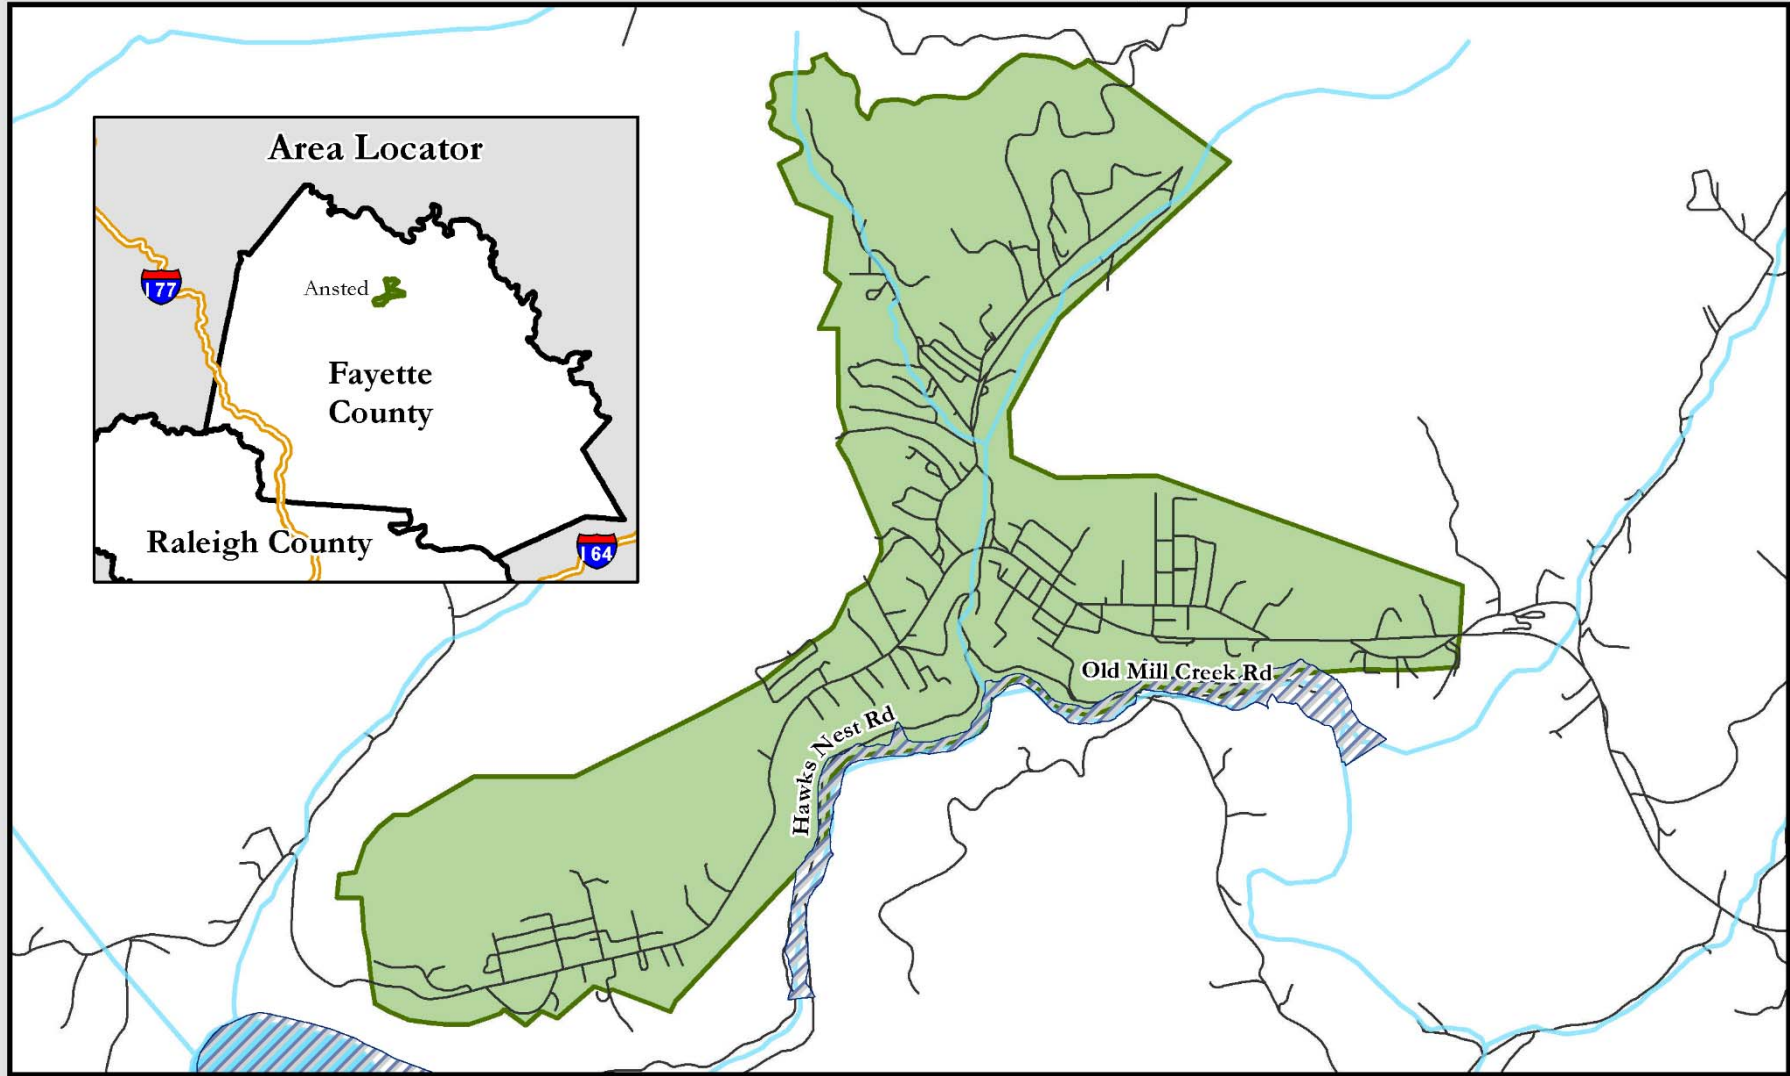 Area Locator
I 77
Ansted
Fayette
County
Raleigh County
I 64
Old Mill Creek Rd
Hawks Nest Rd